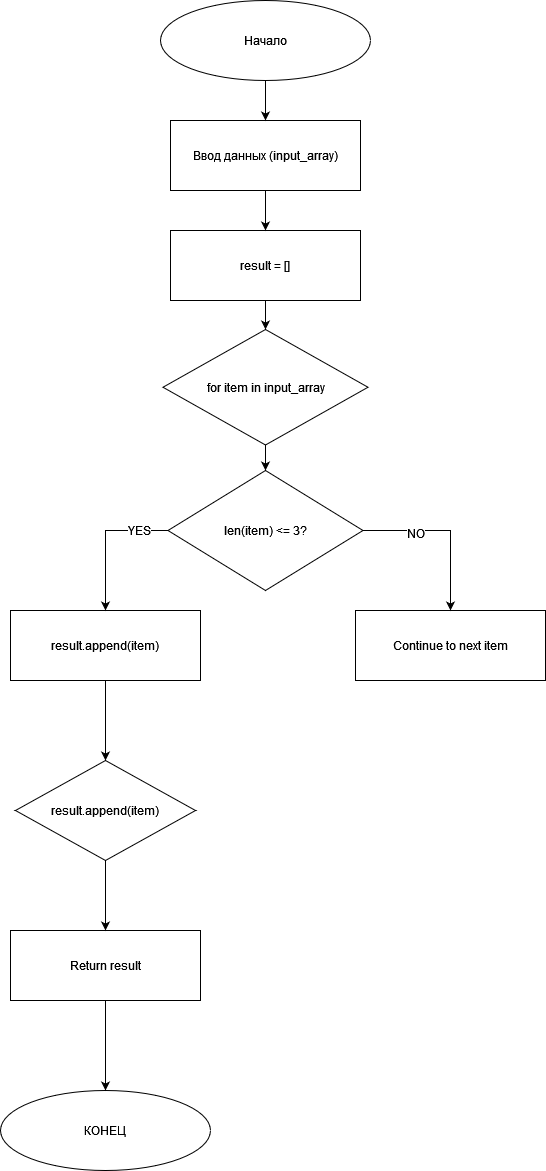 Начало
Ввод данных (input_array)
result = []
for item in input_array
len(item) <= 3?
YES
NO
result.append(item)
Continue to next item
result.append(item)
Return result
КОНЕЦ